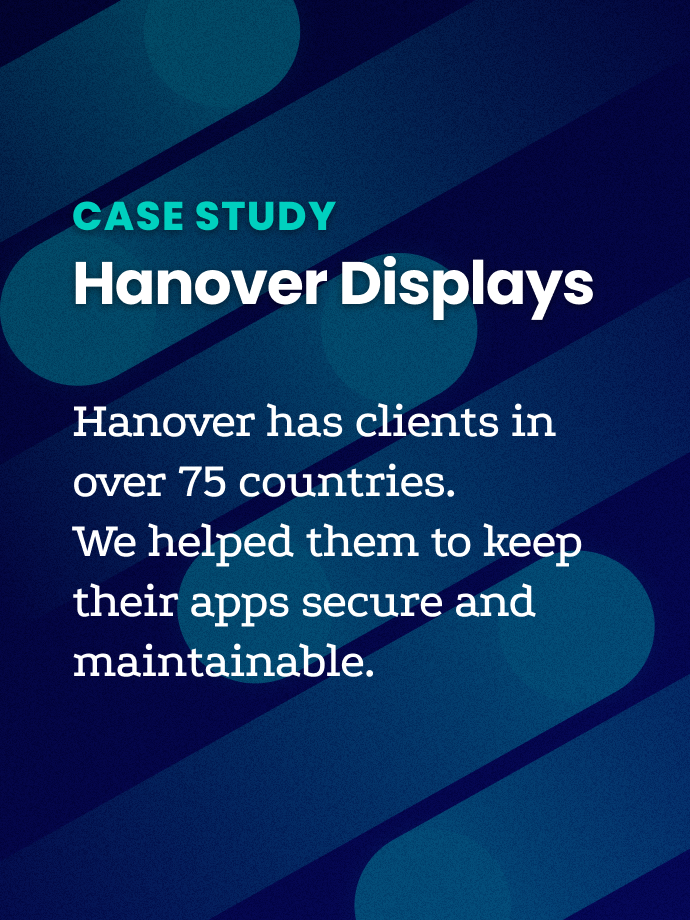 CASE STUDY
Hanover Displays
Hanover has clients in
over 75 countries.
We helped them to keep
their apps secure and
maintainable.